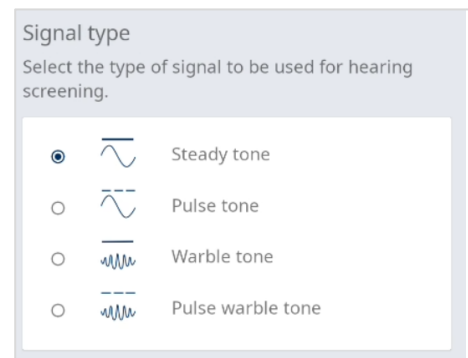 Signal type
Select the type of signal to be used for hearing
screening.
Steady tone
Pulse tone
Warble tone
Pulse warble tone